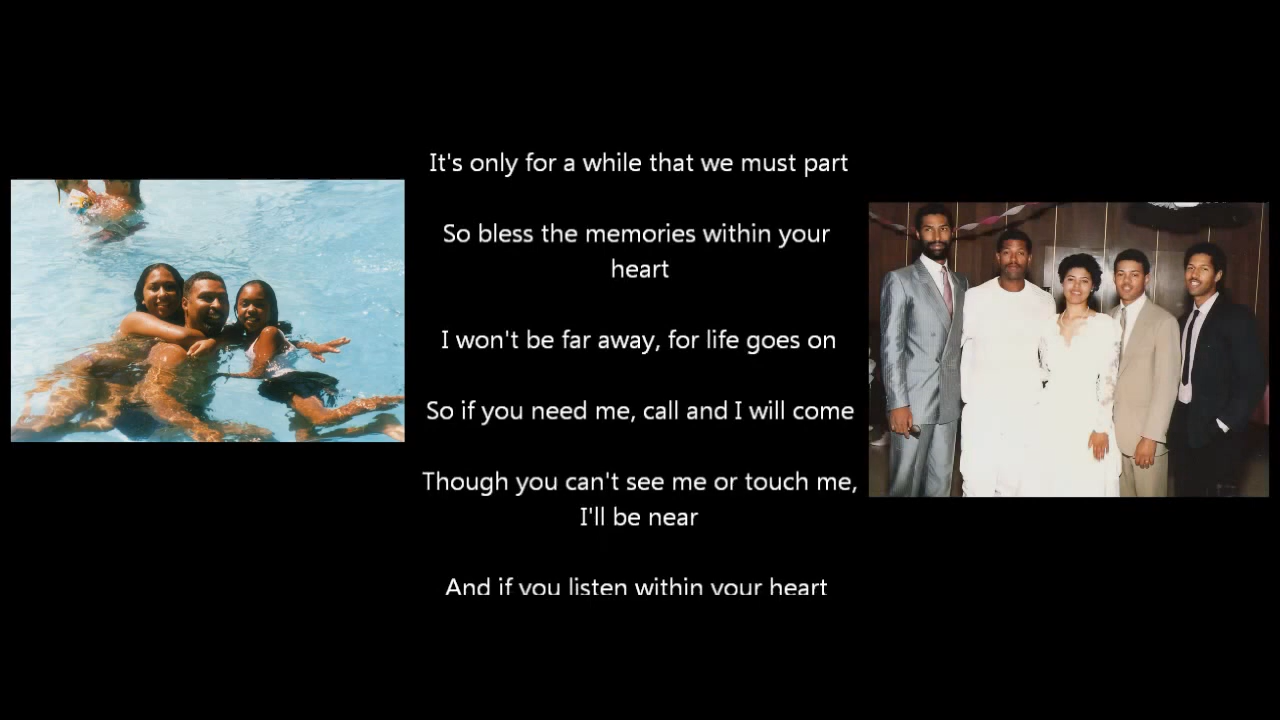 It's only for a while that we must part
So bless the memories within your
heart
I won't be far away, for life goes on
So if you need me, call and I will come
Though you can't see me or touch me,
I'll be near
And if you listen within your heart